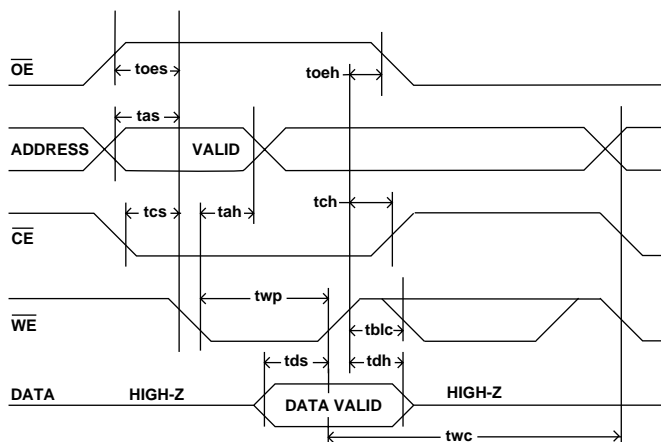 OE
toes
toeh
tas
ADDRESS
VALID
tcs
tah
tch
CE
twp
WE
tblc
tds
tdh
DATA
HIGH-Z
DATA VALID
HIGH-Z
twc